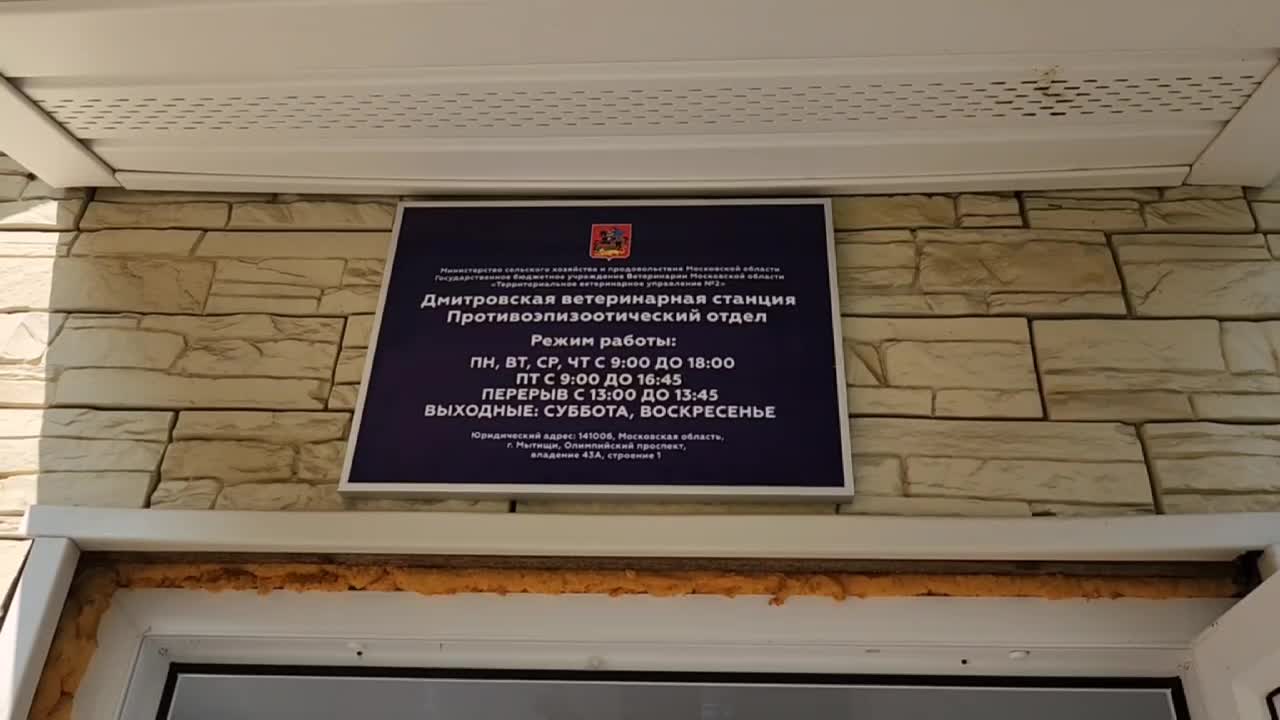 Министерство сельского хозяйства и продовольствия Московской области
Государственное бюджетное учреждение Ветеринарии Московской области
«Территориальное ветеринарное управление №2»
Дмитровская ветеринарная станция
Противоэпизоотический отдел
Режим работы:
ПН, ВТ, СР, ЧТ С 9:00 ДО 18:00
ПТ С 9:00 ДО 16:45
ПЕРЕРЫВ С 13:00 ДО 13:45
ВЫХОДНЫЕ: СУББОТА, ВОСКРЕСЕНЬЕ
Юридический адрес: 141006, Московская область,
г. Мытищи, Олимпийский проспект,
владение 43А, строение 1